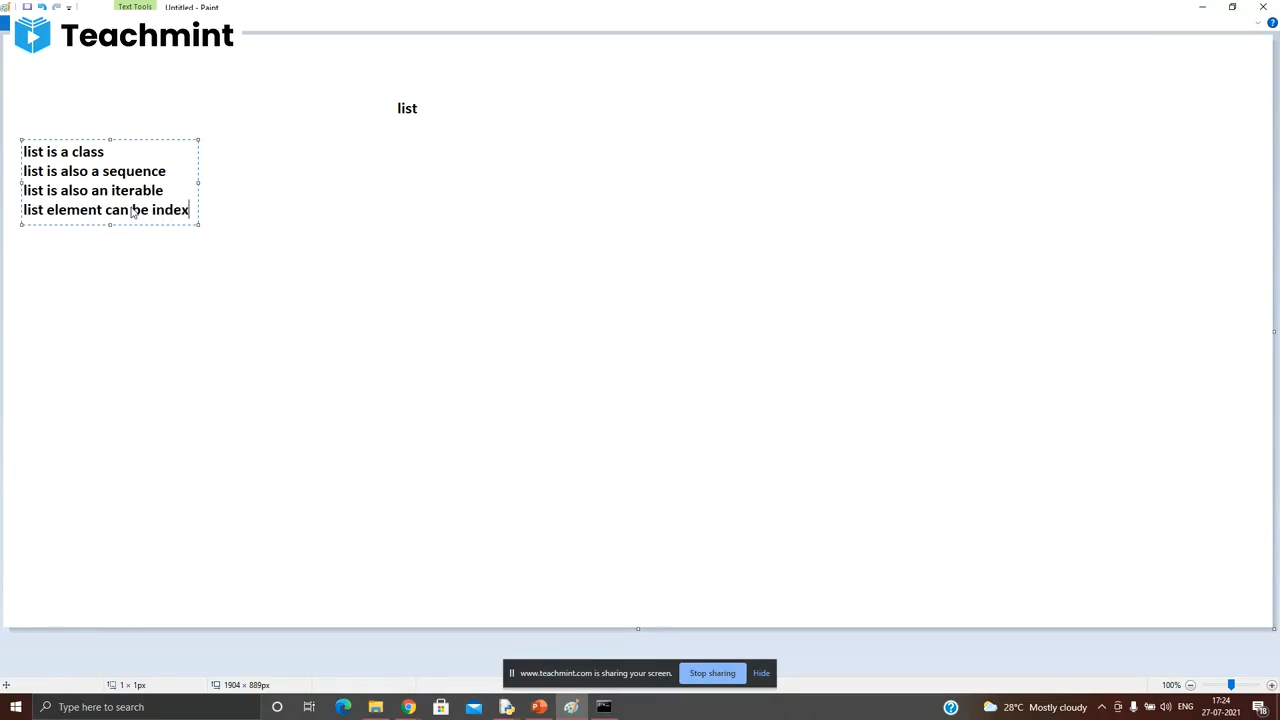 Text Tools
Untitled - Paint
Teachmint
list
list is a class
list is also a sequence
list is also an iterable
list element can be index
www.teachmint.com is sharing your screen.
Stop sharing
Hide
1 × 1px
1904 × 889px
100%
Type here to search
28°C Mostly cloudy
ENG
17:24
27-07-2021
18